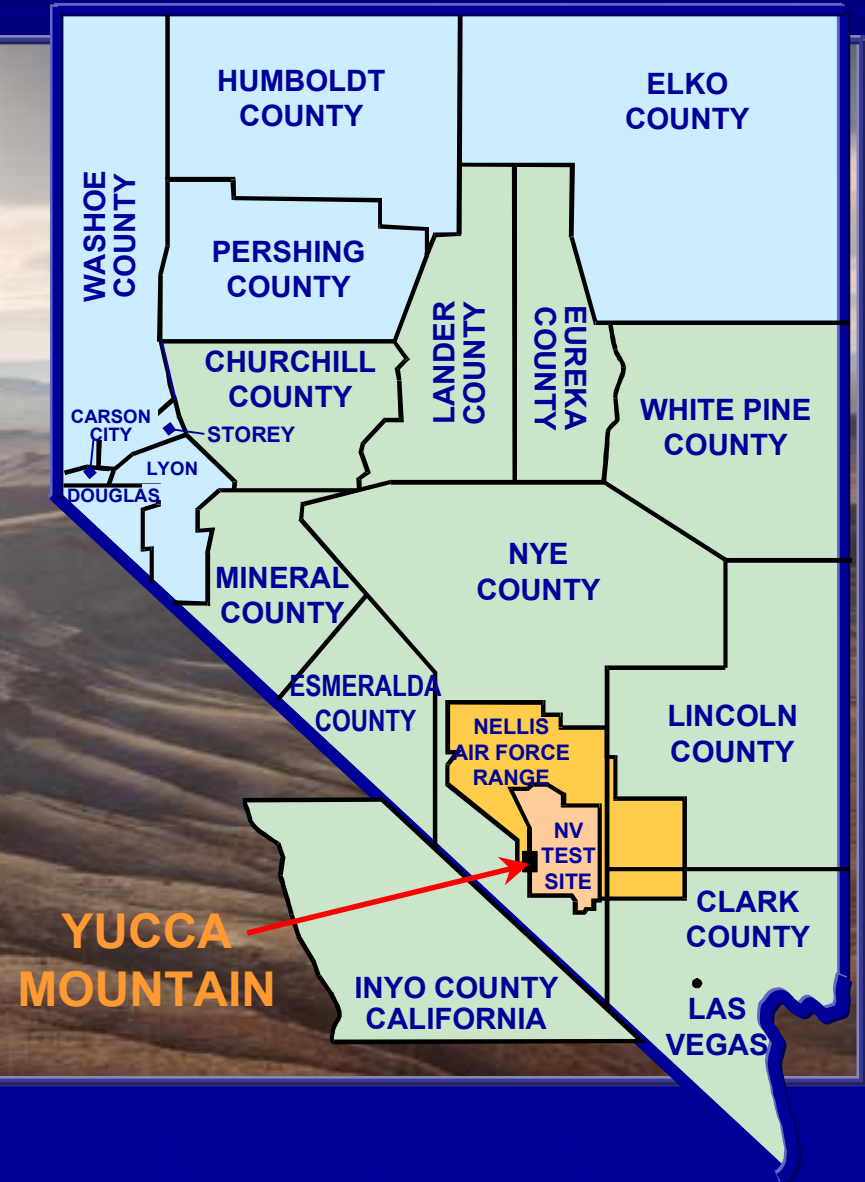 HUMBOLDT
COUNTY
ELKO
COUNTY
WASHOE
COUNTY
PERSHING
COUNTY
LANDER
COUNTY
EUREKA
COUNTY
CHURCHILL
COUNTY
WHITE PINE
COUNTY
CARSON
CITY
STOREY
LYON
DOUGLAS
NYE
COUNTY
MINERAL
COUNTY
ESMERALDA
COUNTY
LINCOLN
COUNTY
NELLIS
AIR FORCE
RANGE
NV
TEST
SITE
CLARK
COUNTY
YUCCA
MOUNTAIN
INYO COUNTY
CALIFORNIA
LAS
VEGAS